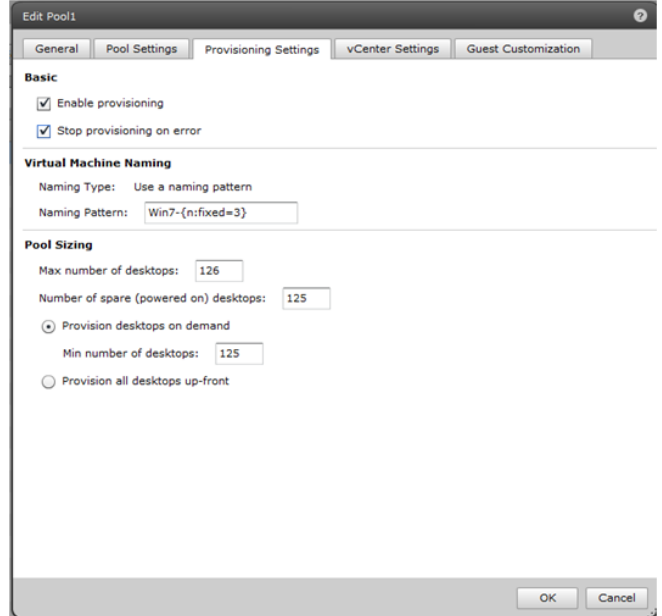 Edit Pool1
?
General Pool Settings Provisioning Settings vCenter Settings Guest Customization
Basic
Enable provisioning
Stop provisioning on error
Virtual Machine Naming
Naming Type: Use a naming pattern
Naming Pattern: Win7-{n:fixed=3}
Pool Sizing
Max number of desktops: 126
Number of spare (powered on) desktops: 125
Provision desktops on demand
Min number of desktops: 125
Provision all desktops up-front
OK Cancel